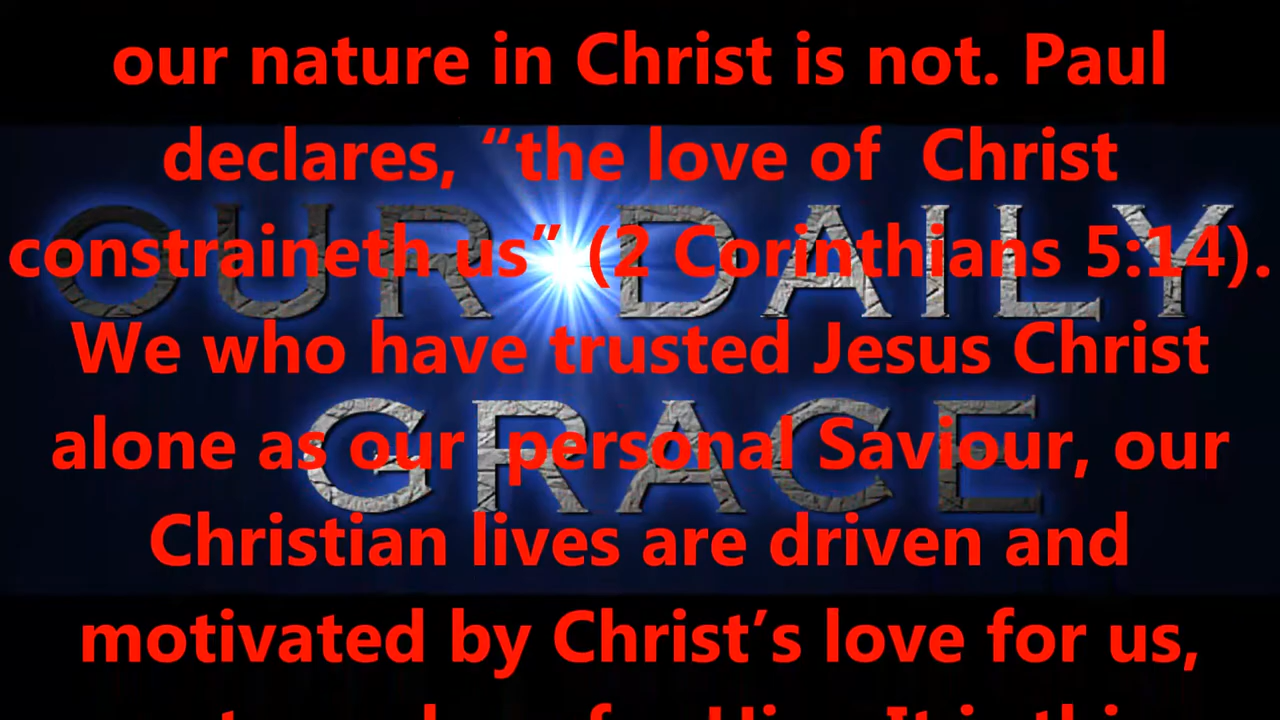 our nature in Christ is not. Paul
declares, “the love of Christ
constraineth us” (2 Corinthians 5:14).
We who have trusted Jesus Christ
alone as our personal Saviour, our
Christian lives are driven and
motivated by Christ’s love for us,
OUR DAILY
GRACE